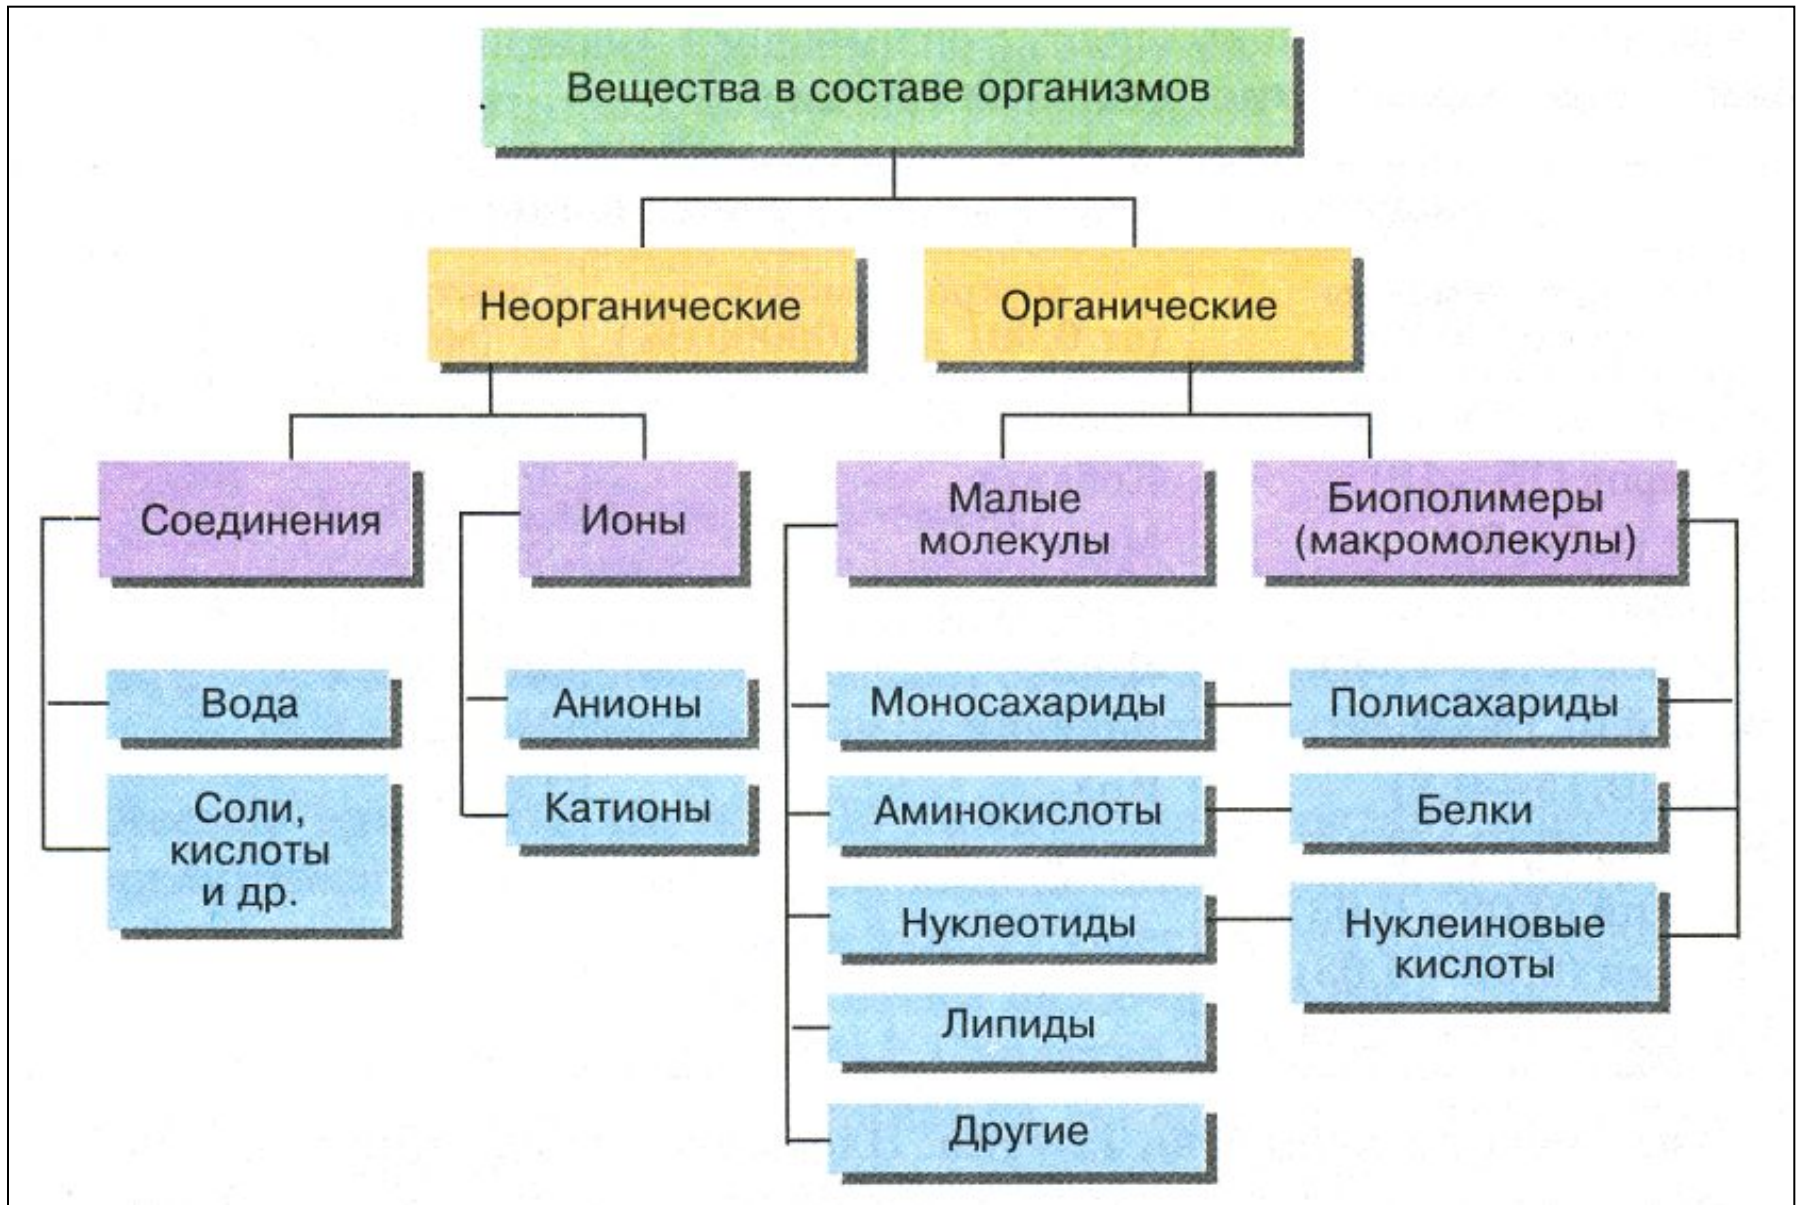 Вещества в составе организмов
Неорганические
Органические
Соединения
Ионы
Малые
молекулы
Биополимеры
(макромолекулы)
Вода
Анионы
Моносахариды
Полисахариды
Соли,
кислоты
и др.
Катионы
Аминокислоты
Белки
Нуклеотиды
Нуклеиновые
кислоты
Липиды
Другие